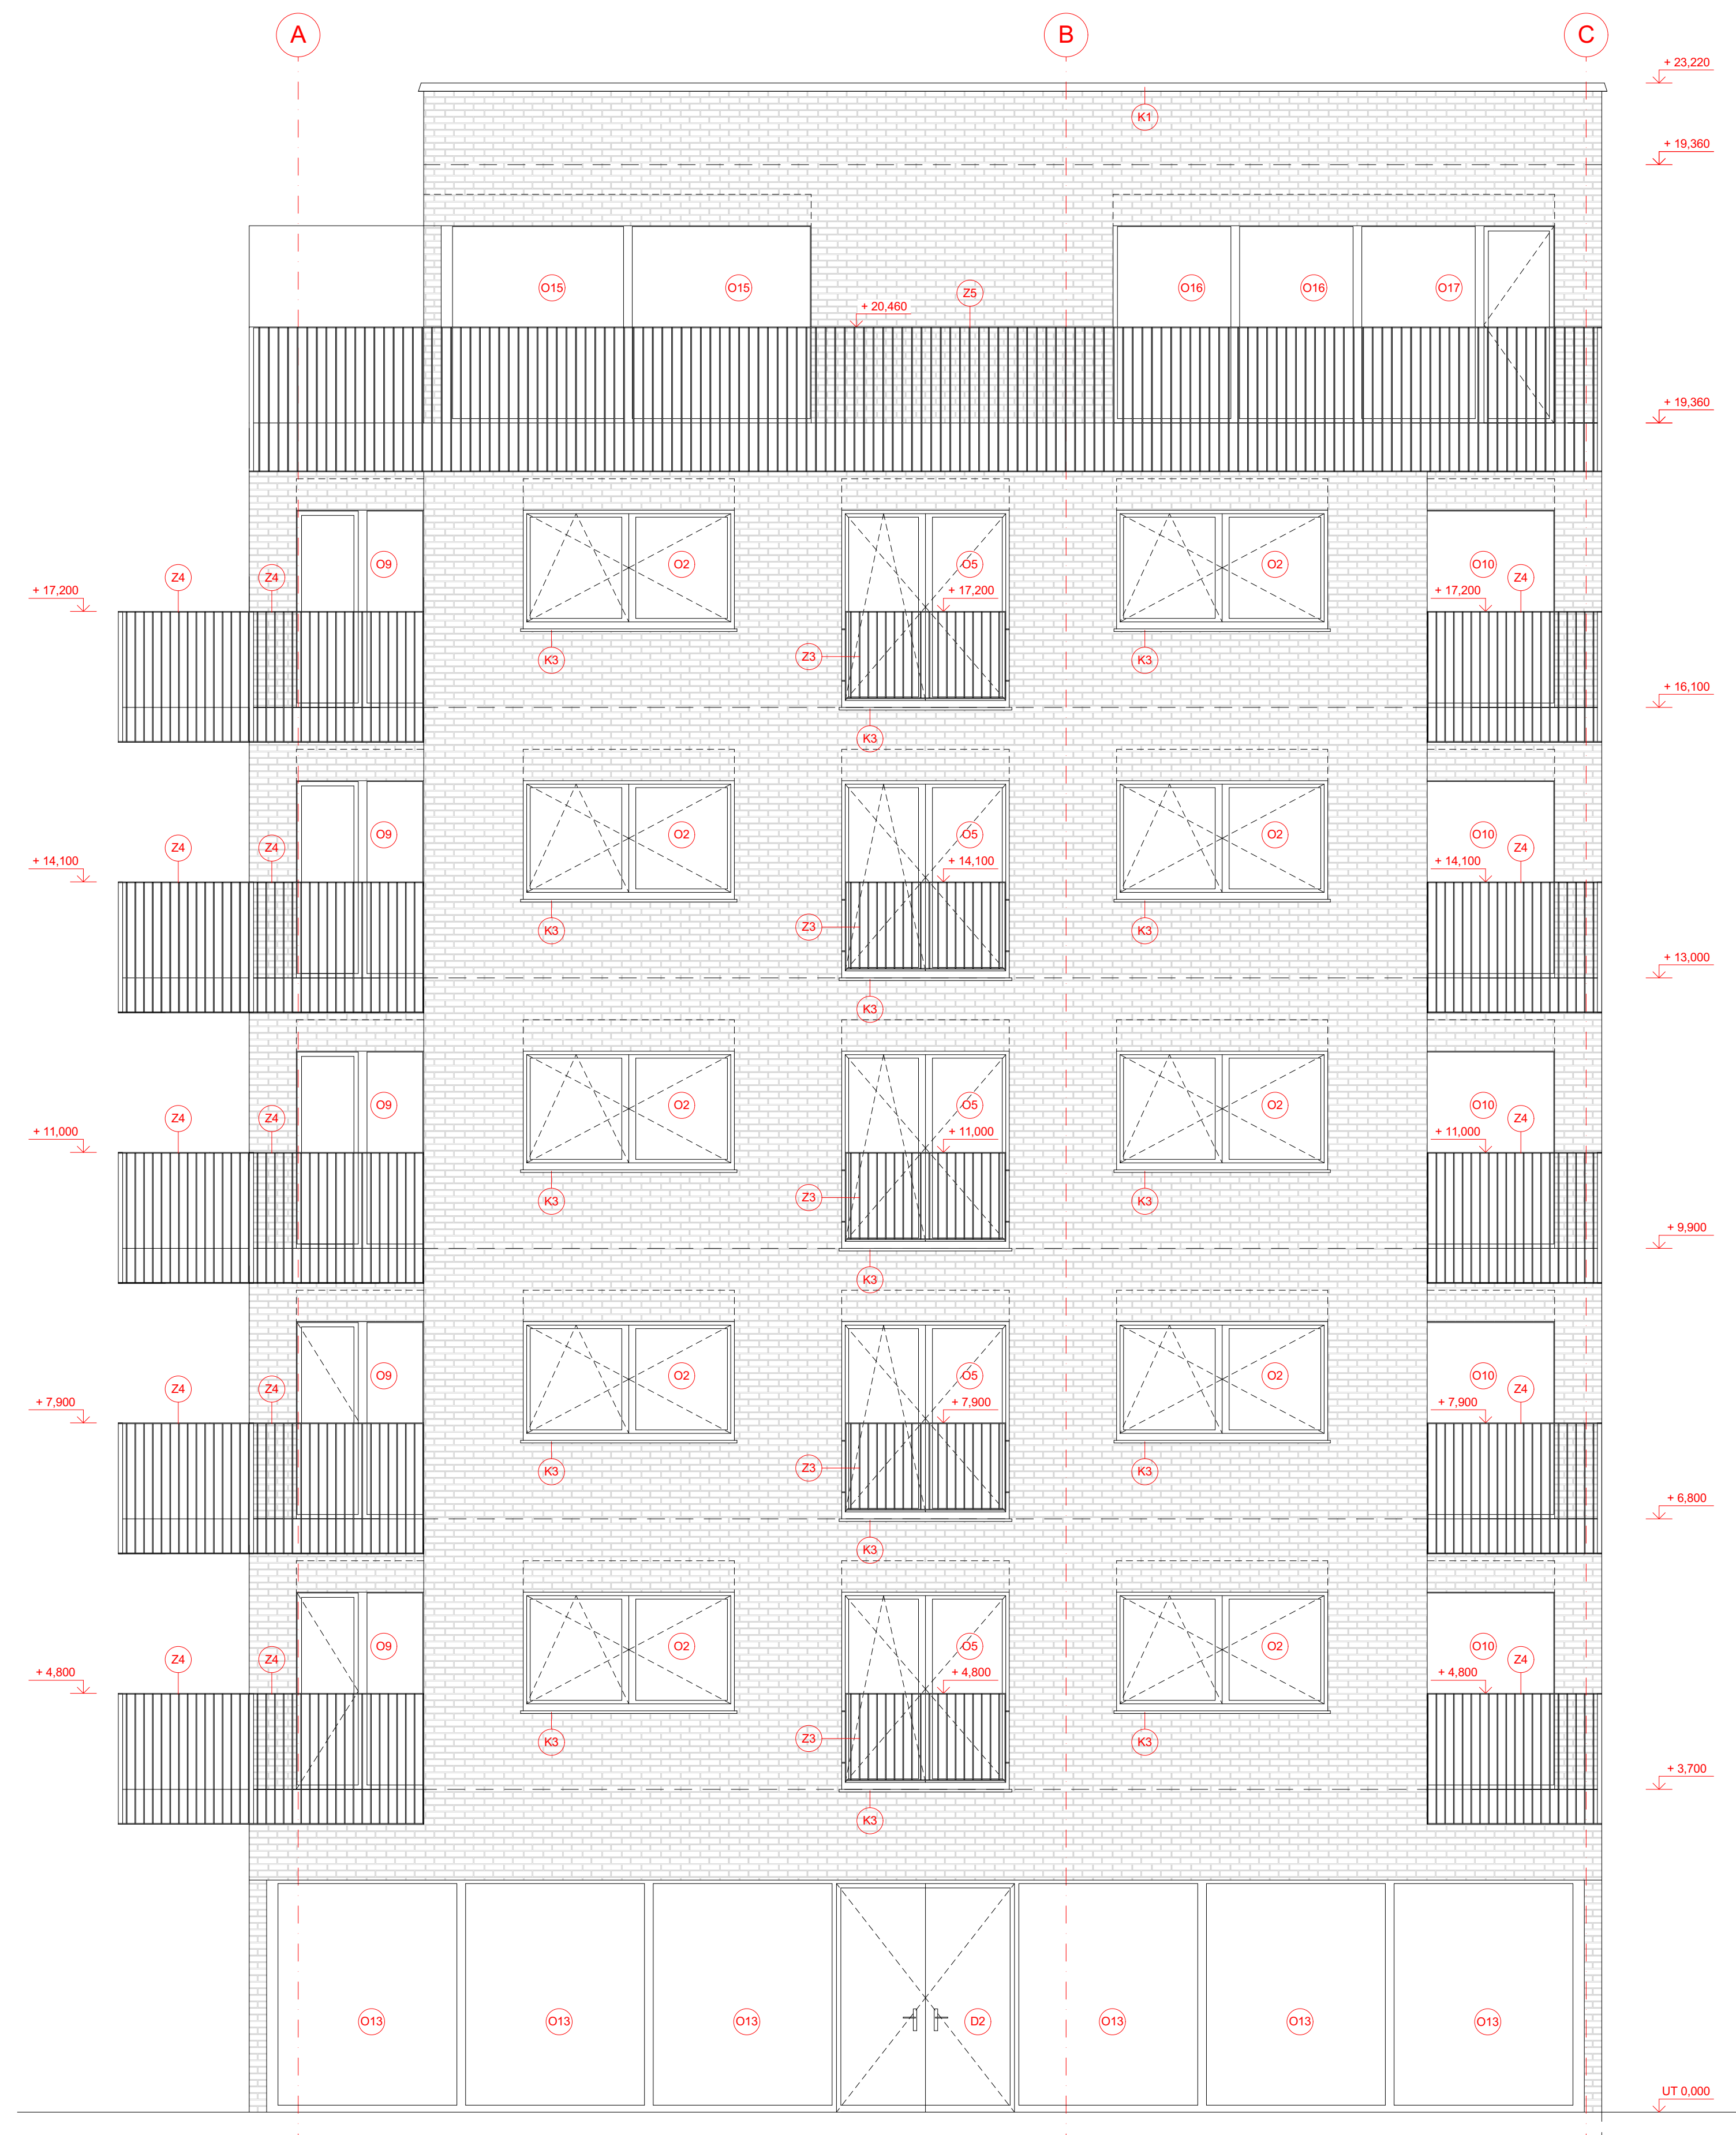 A B C
+ 23,220
K1
+ 19,360
O15 O15 Z5 O16 O16 O17
+ 20,460
+ 19,360
O9 O2 O5 O2 O10
Z4 Z4 Z4
+ 17,200 + 17,200 + 17,200
K3 Z3 K3
+ 16,100
K3
O9 O2 O5 O2 O10
Z4 Z4 Z4
+ 14,100 + 14,100 + 14,100
K3 Z3 K3
+ 13,000
K3
O9 O2 O5 O2 O10
Z4 Z4 Z4
+ 11,000 + 11,000 + 11,000
K3 Z3 K3
+ 9,900
K3
O9 O2 O5 O2 O10
Z4 Z4 Z4
+ 7,900 + 7,900 + 7,900
K3 Z3 K3
+ 6,800
K3
O9 O2 O5 O2 O10
Z4 Z4 Z4
+ 4,800 + 4,800 + 4,800
K3 Z3 K3
+ 3,700
K3
O13 O13 O13 D2 O13 O13 O13
UT 0,000